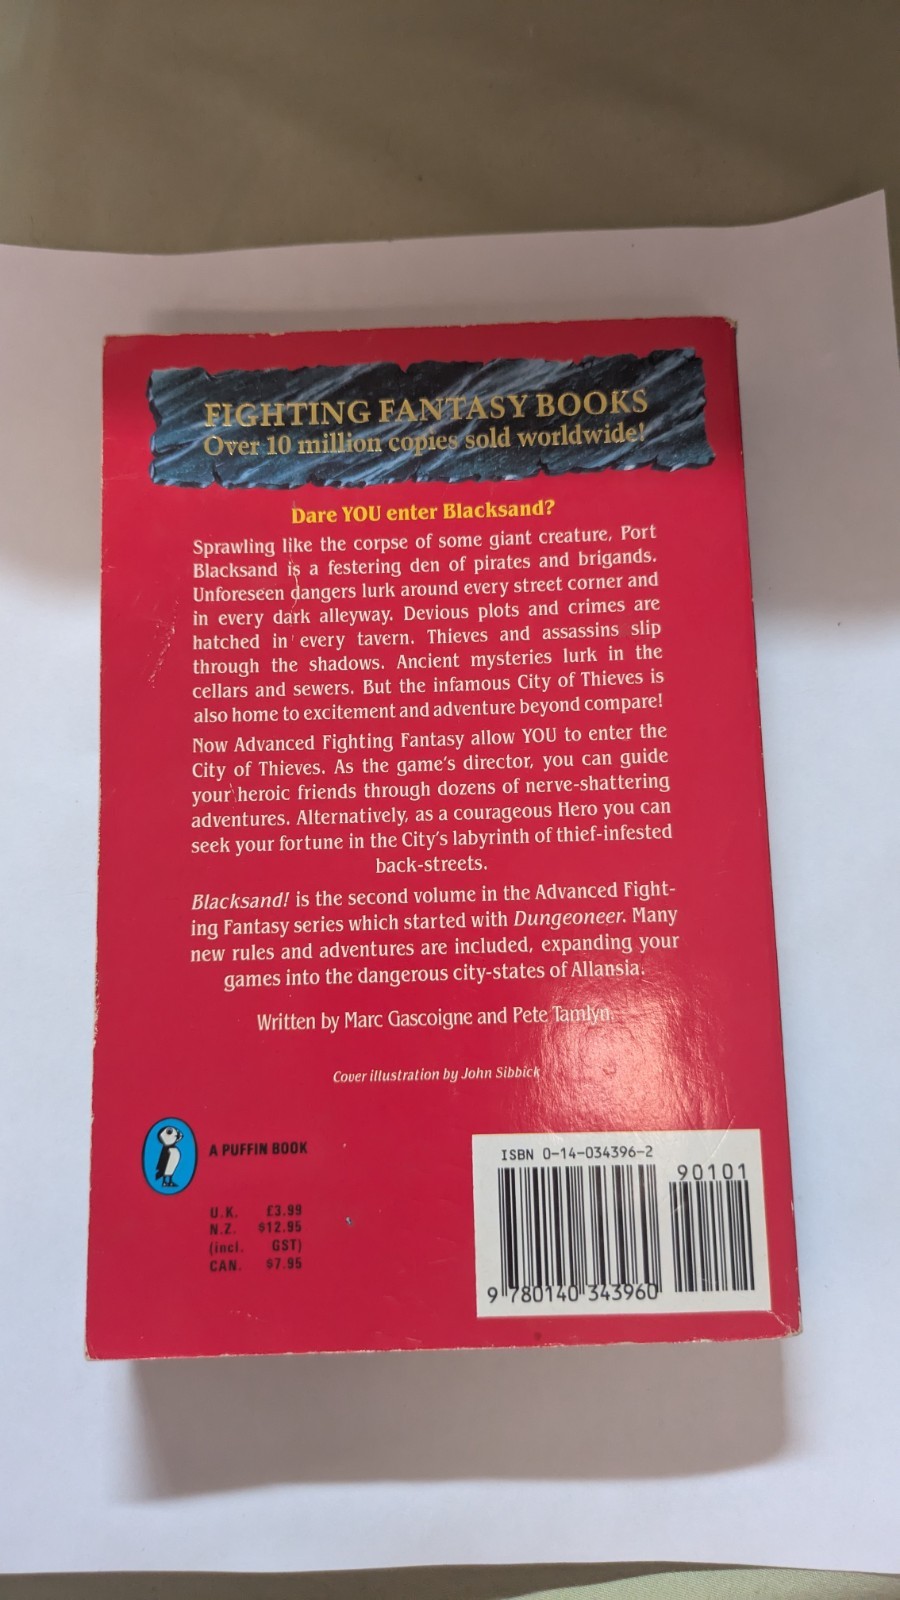 FIGHTING FANTASY BOOKS
Over 10 million copies sold worldwide!
Dare YOU enter Blacksand?
Sprawling like the corpse of some giant creature, Port
Blacksand is a festering den of pirates and brigands.
Unforeseen dangers lurk around every street corner and
in every dark alleyway. Devious plots and crimes are
hatched in every tavern. Thieves and assassins slip
through the shadows. Ancient mysteries lurk in the
cellars and sewers. But the infamous City of Thieves is
also home to excitement and adventure beyond compare!
Now Advanced Fighting Fantasy allow YOU to enter the
City of Thieves. As the game's director, you can guide
your heroic friends through dozens of nerve-shattering
adventures. Alternatively, as a courageous Hero you can
seek your fortune in the City's labyrinth of thief-infested
back-streets.
Blacksand! is the second volume in the Advanced Fight-
ing Fantasy series which started with Dungeoneer. Many
new rules and adventures are included, expanding your
games into the dangerous city-states of Allansia.
Written by Marc Gascoigne and Pete Tamlyn.
Cover illustration by John Sibbick
A PUFFIN BOOK
U.K. £3.99
N.Z. $12.95
(incl. GST)
CAN. $7.95
ISBN 0-14-034396-2
90101
9 780140 343960